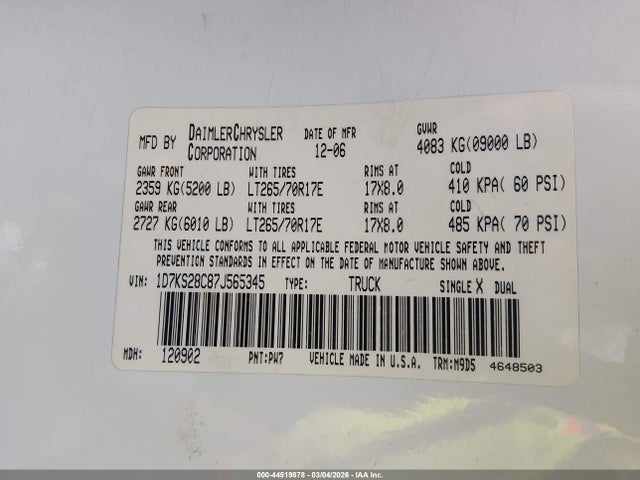 MFD BY DAIMLERCHRYSLER CORPORATION DATE OF MFR 12-06 GVWR 4083 KG(09000 LB)
GAWR FRONT WITH TIRES RIMS AT COLD
2359 KG(5200 LB) LT265/70R17E 17X8.0 410 KPA( 60 PSI)
GAWR REAR WITH TIRES RIMS AT COLD
2727 KG(6010 LB) LT265/70R17E 17X8.0 485 KPA( 70 PSI)
THIS VEHICLE CONFORMS TO ALL APPLICABLE FEDERAL MOTOR VEHICLE SAFETY AND THEFT
PREVENTION STANDARDS IN EFFECT ON THE DATE OF MANUFACTURE SHOWN ABOVE.
VIN: 1D7KS28C87J565345 TYPE: TRUCK SINGLE X DUAL
MDH: 120902 PNT:PW7 VEHICLE MADE IN U.S.A. TRM:M9D5 4648503
000-44519878 - 03/04/2026 - IAA Inc.